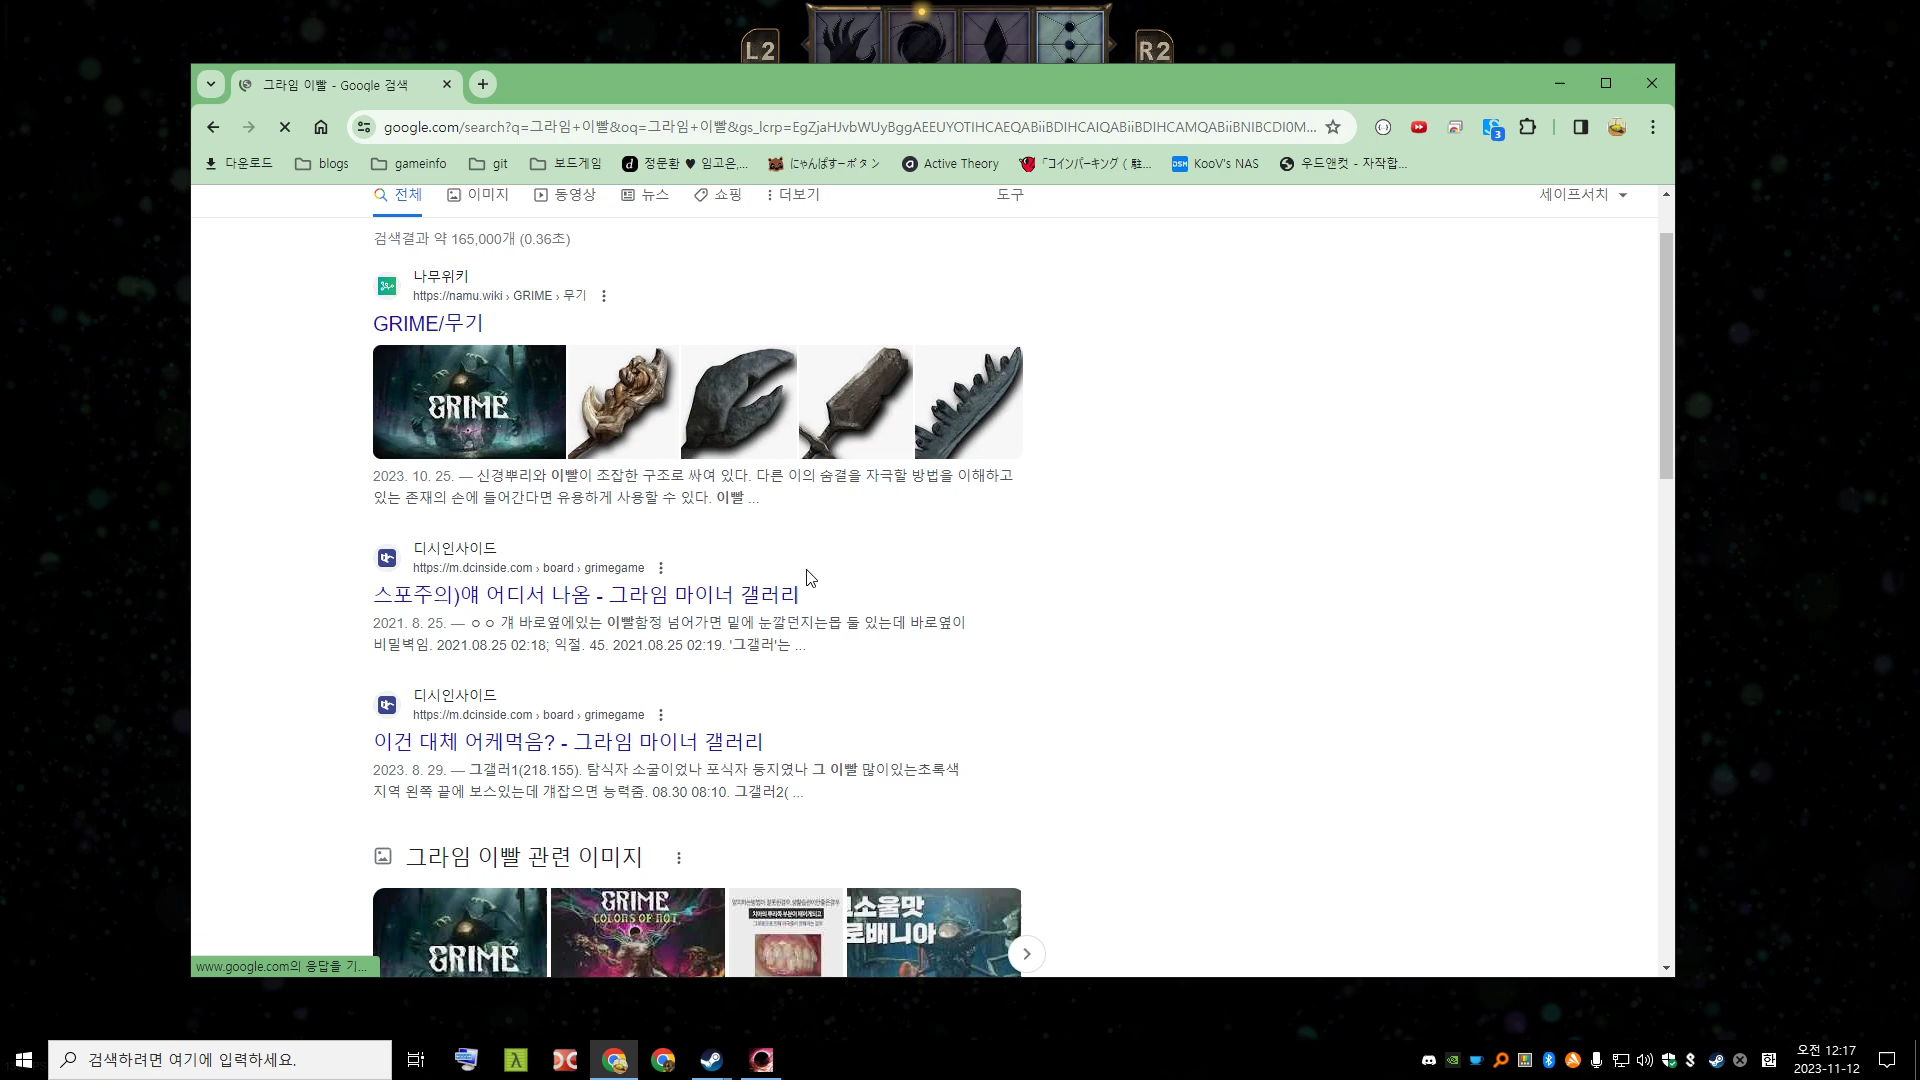 L2
R2
그라임 이빨 - Google 검색
google.com/search?q=그라임+이빨&oq=그라임+이빨&gs_lcrp=EgZjaHJvbWUyBggAEEUYOTIHCAEQABiiBDIHCAIQABiiBDIHCAMQABiiBNIBCDI0M...
3
다운로드 blogs gameinfo git 보드게임 정문환 ♥ 임고은,... にゃんぱすーボタン Active Theory 「コインパーキング ( 駐... DSM KooV's NAS 우드앤컷 - 자작합...
전체 이미지 동영상 뉴스 쇼핑 더보기 도구 세이프서치
검색결과 약 165,000개 (0.36초)
나무위키
https://namu.wiki › GRIME › 무기
GRIME/무기
GRIME
2023. 10. 25. — 신경뿌리와 이빨이 조잡한 구조로 싸여 있다. 다른 이의 숨결을 자극할 방법을 이해하고
있는 존재의 손에 들어간다면 유용하게 사용할 수 있다. 이빨 ...
디시인사이드
https://m.dcinside.com › board › grimegame
스포주의)얘 어디서 나옴 - 그라임 마이너 갤러리
2021. 8. 25. — ㅇㅇ 걔 바로옆에있는 이빨함정 넘어가면 밑에 눈깔던지는몹 둘 있는데 바로옆이
비밀벽임. 2021.08.25 02:18; 익절. 45. 2021.08.25 02:19. '그갤러'는 ...
디시인사이드
https://m.dcinside.com › board › grimegame
이건 대체 어케먹음? - 그라임 마이너 갤러리
2023. 8. 29. — 그갤러1(218.155). 탐식자 소굴이었나 포식자 둥지였나 그 이빨 많이있는초록색
지역 왼쪽 끝에 보스있는데 걔잡으면 능력줌. 08.30 08:10. 그갤러2( ...
그라임 이빨 관련 이미지
GRIME
GRIME
COLORS OF ROT
소울맛
로배니아
www.google.com의 응답을 기...
검색하려면 여기에 입력하세요.
한
오전 12:17
2023-11-12